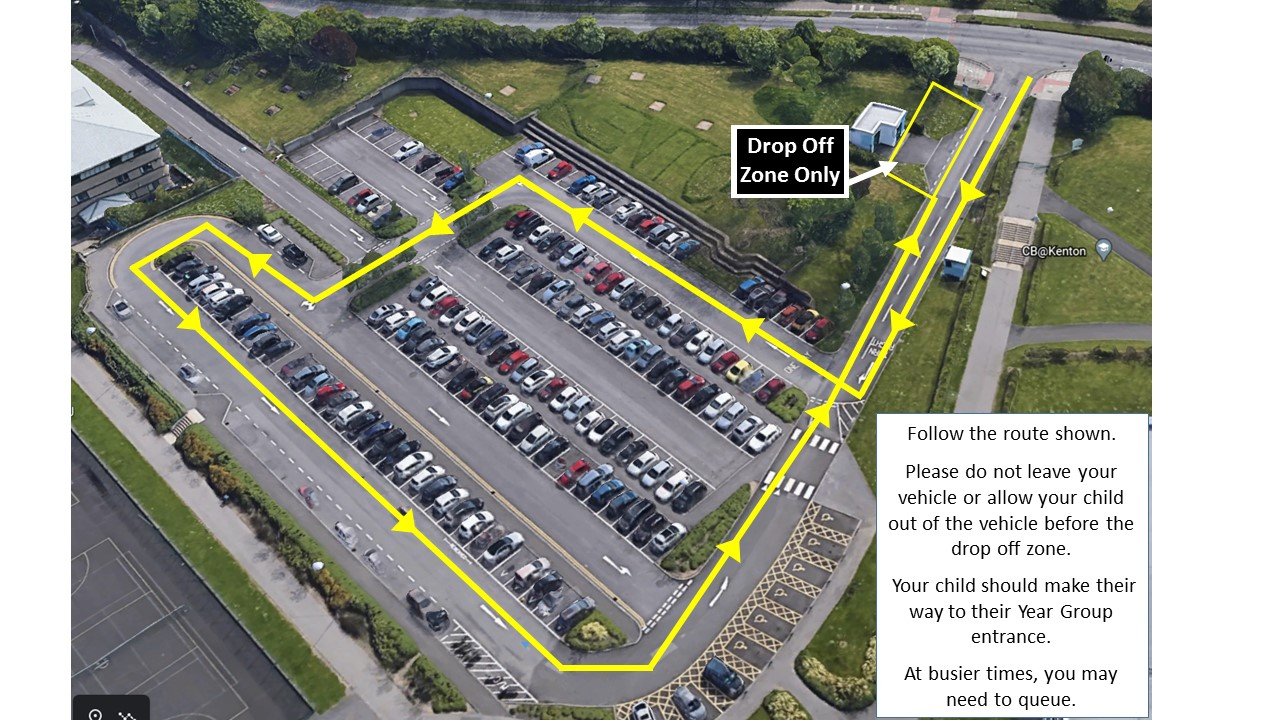 Drop Off
Zone Only
CB@Kenton
Follow the route shown.
Please do not leave your
vehicle or allow your child
out of the vehicle before the
drop off zone.
Your child should make their
way to their Year Group
entrance.
At busier times, you may
need to queue.